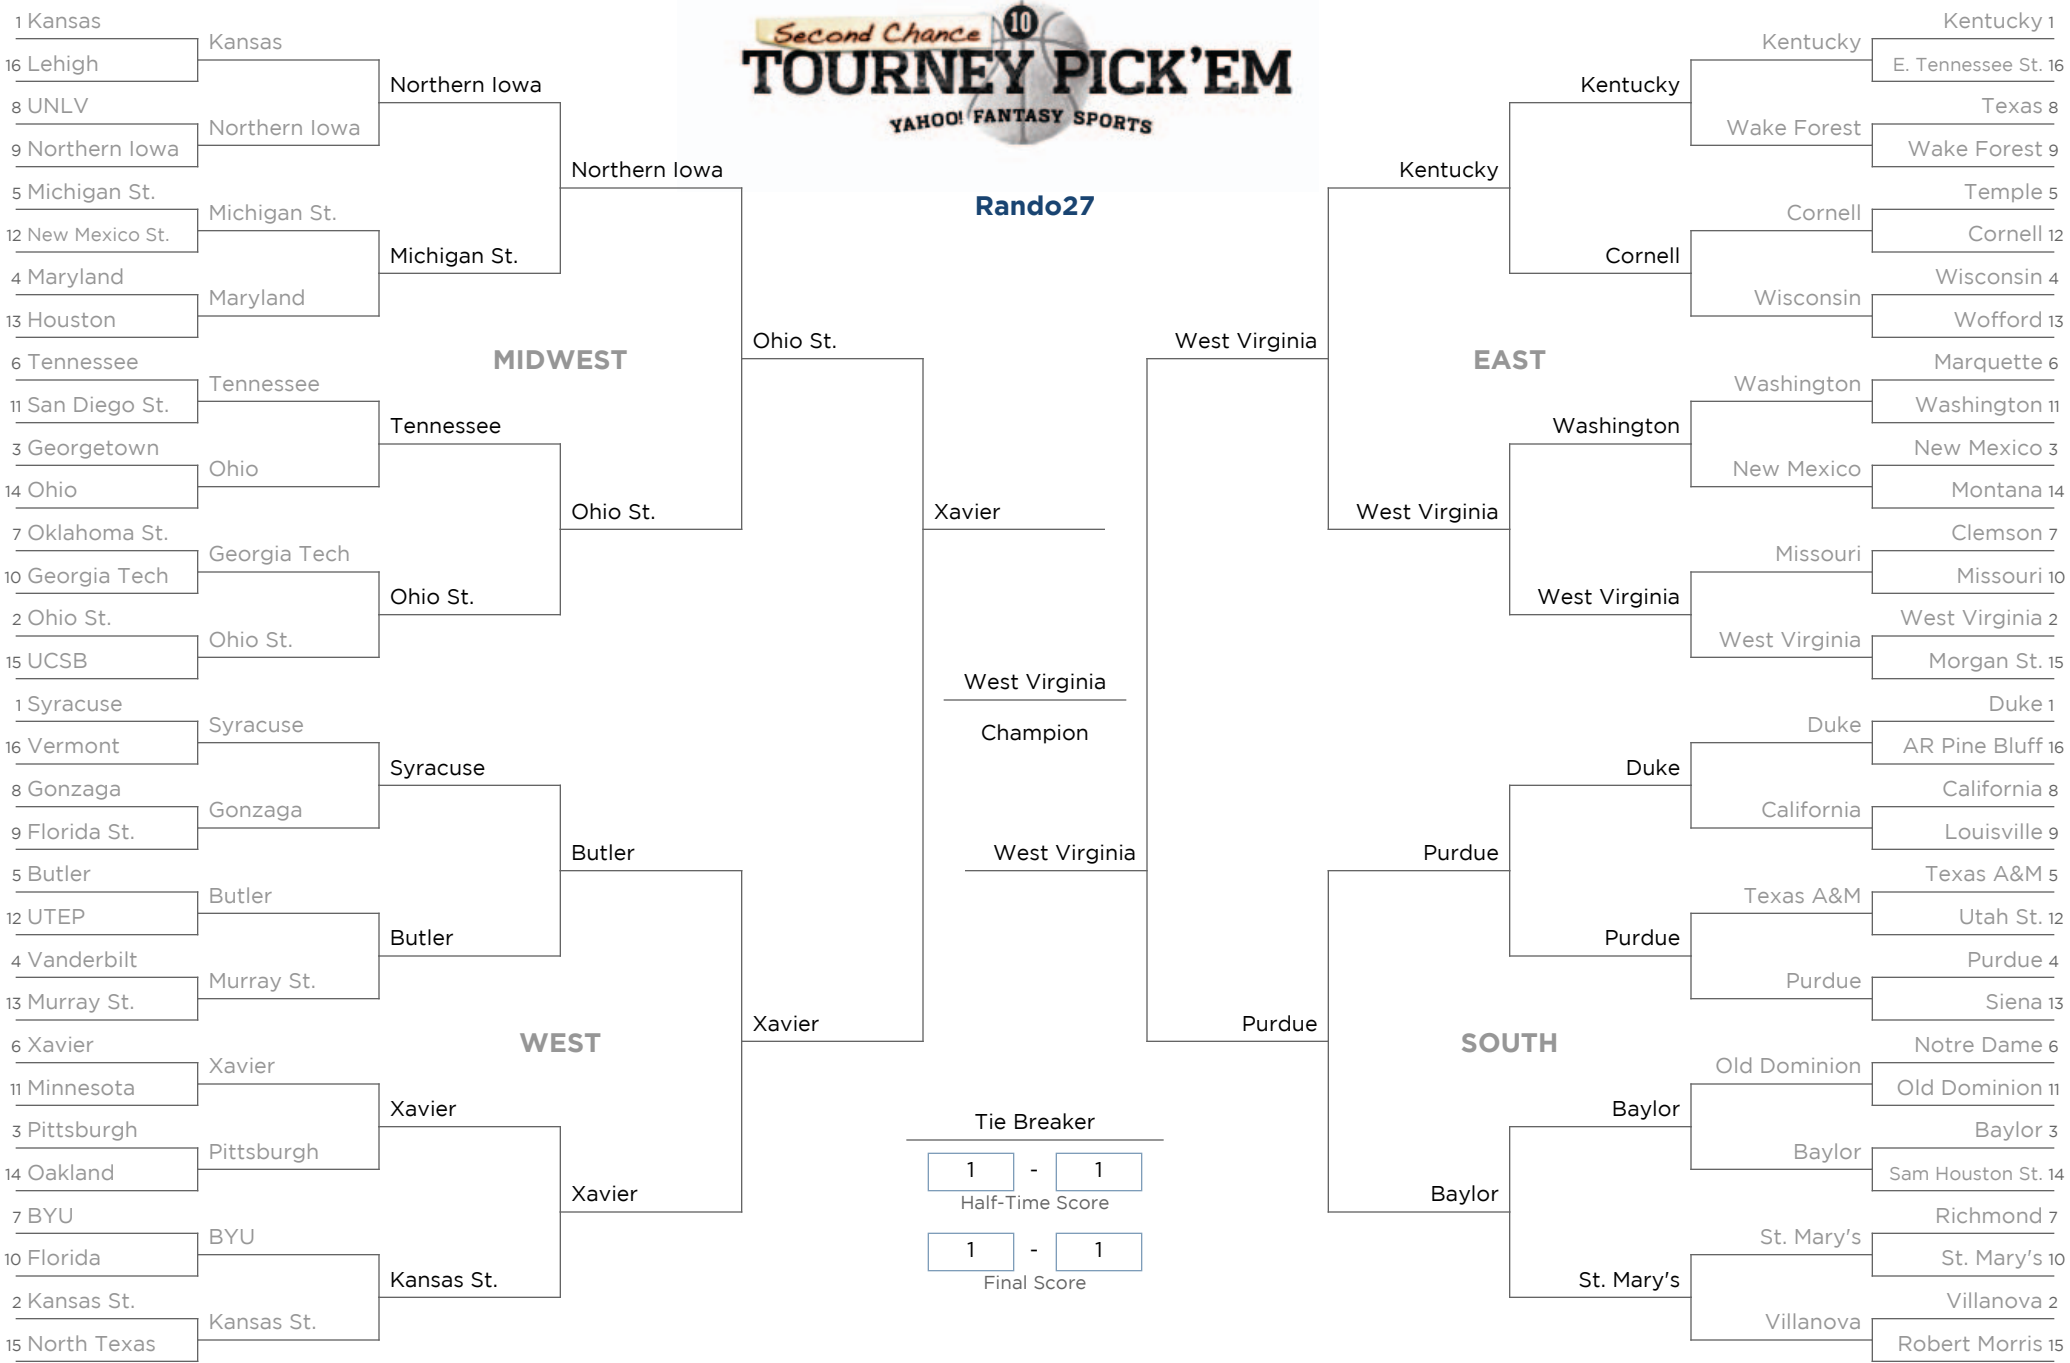 Second Chance
10
TOURNEY PICK'EM
YAHOO! FANTASY SPORTS
Rando27
1 Kansas
16 Lehigh
8 UNLV
9 Northern Iowa
5 Michigan St.
12 New Mexico St.
4 Maryland
13 Houston
6 Tennessee
11 San Diego St.
3 Georgetown
14 Ohio
7 Oklahoma St.
10 Georgia Tech
2 Ohio St.
15 UCSB
Kansas
Northern Iowa
Michigan St.
Maryland
Tennessee
Ohio
Georgia Tech
Ohio St.
Northern Iowa
Michigan St.
Tennessee
Ohio St.
Northern Iowa
Ohio St.
MIDWEST
Ohio St.
1 Syracuse
16 Vermont
8 Gonzaga
9 Florida St.
5 Butler
12 UTEP
4 Vanderbilt
13 Murray St.
6 Xavier
11 Minnesota
3 Pittsburgh
14 Oakland
7 BYU
10 Florida
2 Kansas St.
15 North Texas
Syracuse
Gonzaga
Butler
Murray St.
Xavier
Pittsburgh
BYU
Kansas St.
Syracuse
Butler
Xavier
Kansas St.
Butler
Xavier
WEST
Xavier
Xavier
West Virginia
Champion
West Virginia
Tie Breaker
1 - 1
Half-Time Score
1 - 1
Final Score
Kentucky 1
E. Tennessee St. 16
Texas 8
Wake Forest 9
Temple 5
Cornell 12
Wisconsin 4
Wofford 13
Marquette 6
Washington 11
New Mexico 3
Montana 14
Clemson 7
Missouri 10
West Virginia 2
Morgan St. 15
Kentucky
Wake Forest
Cornell
Wisconsin
Washington
New Mexico
Missouri
West Virginia
Kentucky
Cornell
Washington
West Virginia
Kentucky
West Virginia
EAST
West Virginia
Duke 1
AR Pine Bluff 16
California 8
Louisville 9
Texas A&M 5
Utah St. 12
Purdue 4
Siena 13
Notre Dame 6
Old Dominion 11
Baylor 3
Sam Houston St. 14
Richmond 7
St. Mary's 10
Villanova 2
Robert Morris 15
Duke
California
Texas A&M
Purdue
Old Dominion
Baylor
St. Mary's
Villanova
Duke
Purdue
Baylor
St. Mary's
Purdue
Baylor
SOUTH
Purdue